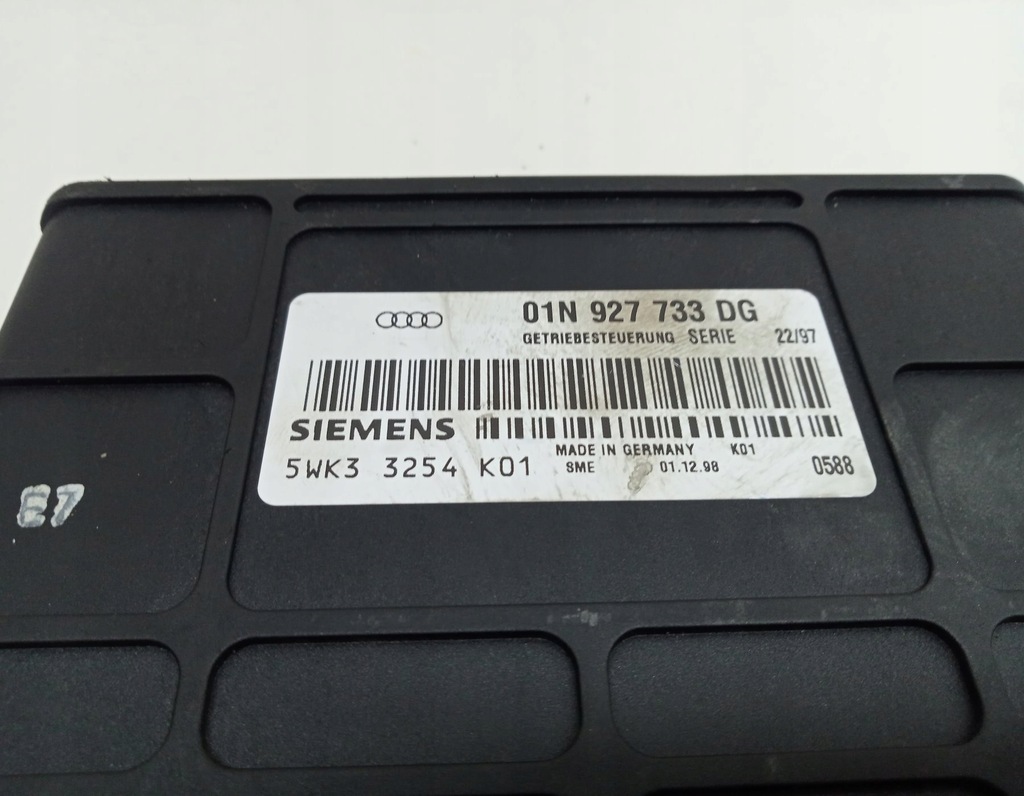 01N 927 733 DG
GETRIEBESTEUERUNG SERIE 22/97
SIEMENS
MADE IN GERMANY K01
5WK3 3254 K01 SME 01.12.98 0588
E7